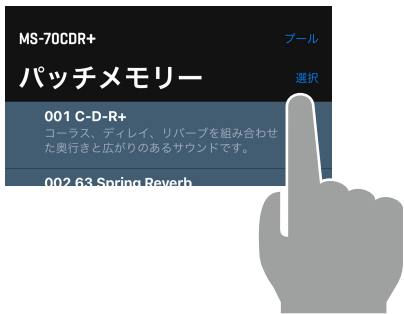 MS-70CDR+
プール
パッチメモリー
選択
001 C-D-R+
コーラス、ディレイ、リバーブを組み合わせ
た奥行きと広がりのあるサウンドです。
002 63 Spring Reverb